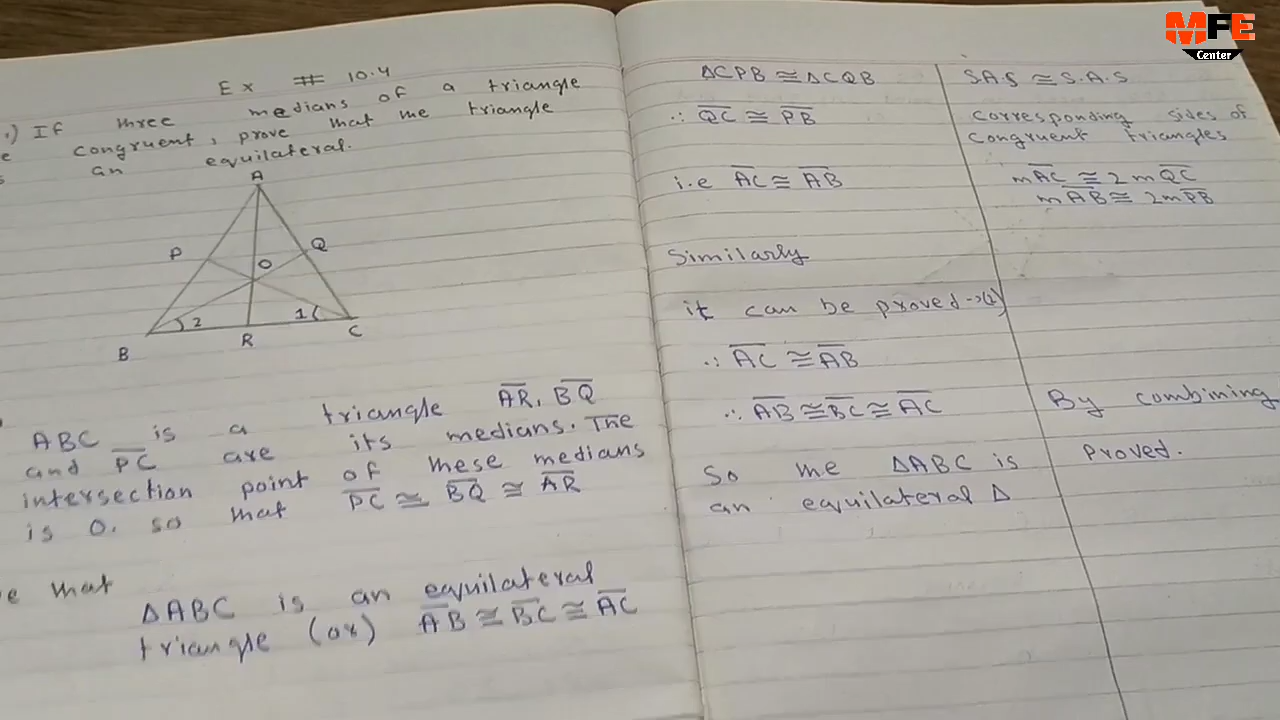 Ex # 10.4
.) If three medians of a triangle
e congruent, prove that the triangle
s an equilateral.
A
P
Q
O
2
1
B
R
C
ABC is a triangle AR, BQ
and PC are its medians. The
intersection point of these medians
is O. so that PC ≅ BQ ≅ AR
e that
ΔABC is an equilateral
triangle (or) AB ≅ BC ≅ AC
ΔCPB ≅ ΔCQB
SAS ≅ S.A.S
∴ QC ≅ PB
Corresponding sides of
Congruent triangles
i.e AC ≅ AB
mAC ≅ 2mQC
mAB ≅ 2mPB
Similarly
it can be proved →(2)
∴ AC ≅ AB
∴ AB ≅ BC ≅ AC
By combining
So the ΔABC is
Proved.
an equilateral Δ
MFE
Center